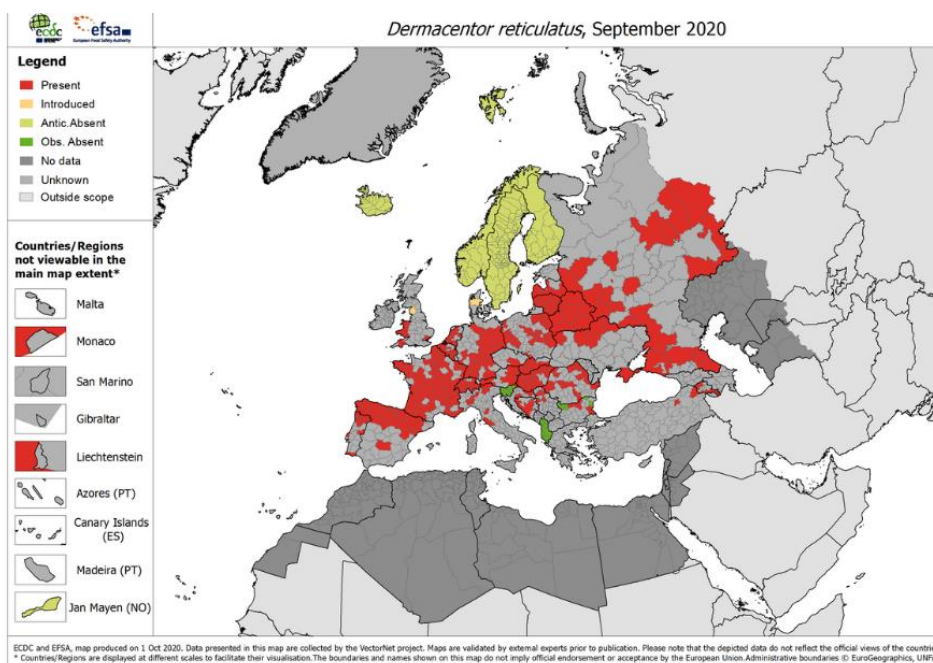 ecdc
efsa
European Food Safety Authority
Dermacentor reticulatus, September 2020
Legend
Present
Introduced
Antic.Absent
Obs. Absent
No data
Unknown
Outside scope
Countries/Regions
not viewable in the
main map extent*
Malta
Monaco
San Marino
Gibraltar
Liechtenstein
Azores (PT)
Canary Islands
(ES)
Madeira (PT)
Jan Mayen (NO)
ECDC and EFSA, map produced on 1 Oct 2020. Data presented in this map are collected by the VectorNet project. Maps are validated by external experts prior to publication. Please note that the depicted data do not reflect the official views of the countrie
* Countries/Regions are displayed at different scales to facilitate their visualisation.The boundaries and names shown on this map do not imply official endorsement or acceptance by the European Union.Administrative boundaries © EuroGeographics, UNF